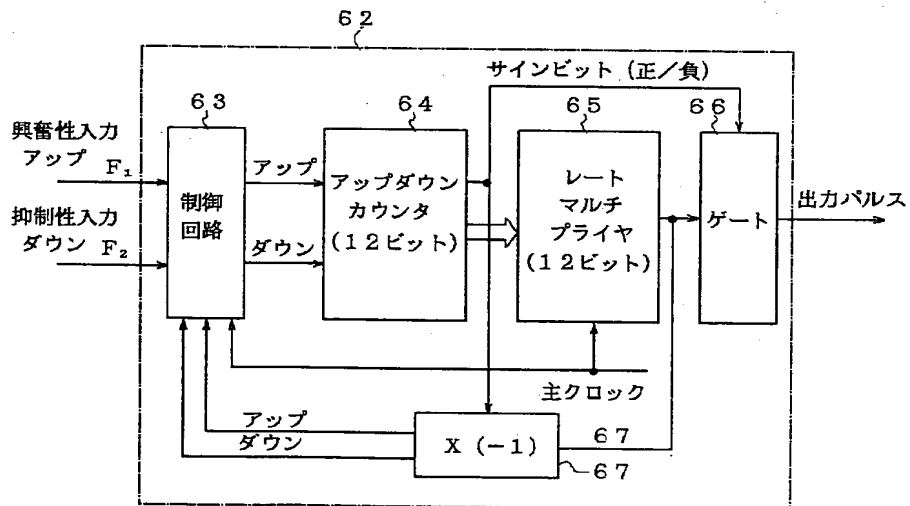 62
サインビット (正/負)
63
64
65
66
興奮性入力
アップ F₁
アップ
アップダウン
カウンタ
(12ビット)
レート
マルチ
プライヤ
(12ビット)
制御
回路
ゲート
出力パルス
抑制性入力
ダウン F₂
ダウン
主クロック
アップ
ダウン
X (-1)
67
67